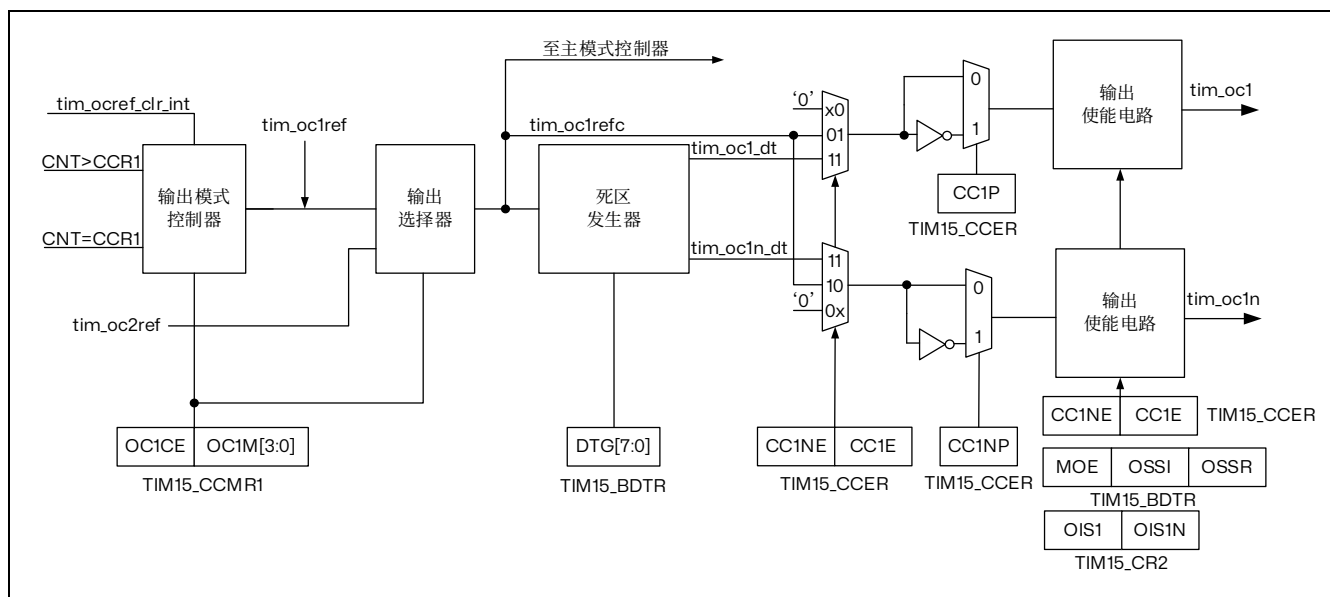 至主模式控制器
tim_ocref_clr_int
tim_oc1ref
CNT>CCR1
CNT=CCR1
输出模式
控制器
输出
选择器
tim_oc2ref
OC1CE
OC1M[3:0]
TIM15_CCMR1
tim_oc1refc
死区
发生器
tim_oc1_dt
tim_oc1n_dt
DTG[7:0]
TIM15_BDTR
‘0’
x0
01
11
11
10
‘0’
0x
CC1NE
CC1E
TIM15_CCER
0
1
CC1P
TIM15_CCER
0
1
CC1NP
TIM15_CCER
输出
使能电路
tim_oc1
输出
使能电路
tim_oc1n
CC1NE
CC1E
TIM15_CCER
MOE
OSSI
OSSR
TIM15_BDTR
OIS1
OIS1N
TIM15_CR2